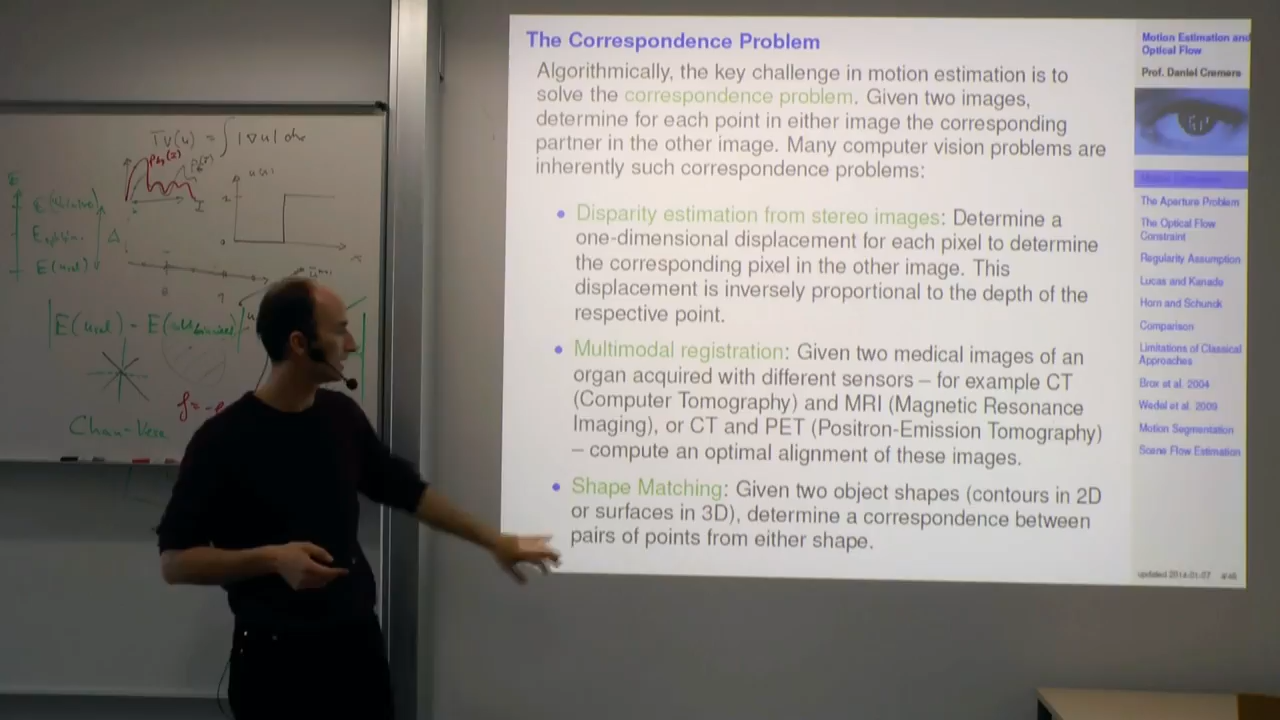 The Correspondence Problem
Algorithmically, the key challenge in motion estimation is to
solve the correspondence problem. Given two images,
determine for each point in either image the corresponding
partner in the other image. Many computer vision problems are
inherently such correspondence problems:
• Disparity estimation from stereo images: Determine a
one-dimensional displacement for each pixel to determine
the corresponding pixel in the other image. This
displacement is inversely proportional to the depth of the
respective point.
• Multimodal registration: Given two medical images of an
organ acquired with different sensors – for example CT
(Computer Tomography) and MRI (Magnetic Resonance
Imaging), or CT and PET (Positron-Emission Tomography)
– compute an optimal alignment of these images.
• Shape Matching: Given two object shapes (contours in 2D
or surfaces in 3D), determine a correspondence between
pairs of points from either shape.
Motion Estimation and
Optical Flow
Prof. Daniel Cremers
The Aperture Problem
The Optical Flow
Constraint
Regularity Assumption
Lucas and Kanade
Horn and Schunck
Comparison
Limitations of Classical
Approaches
Brox et al. 2004
Wedel et al. 2009
Motion Segmentation
Scene Flow Estimation
updated 2014-01-07
TV(u) = ∫ |∇u| dx
u(x)
Δ
Chan-Vese